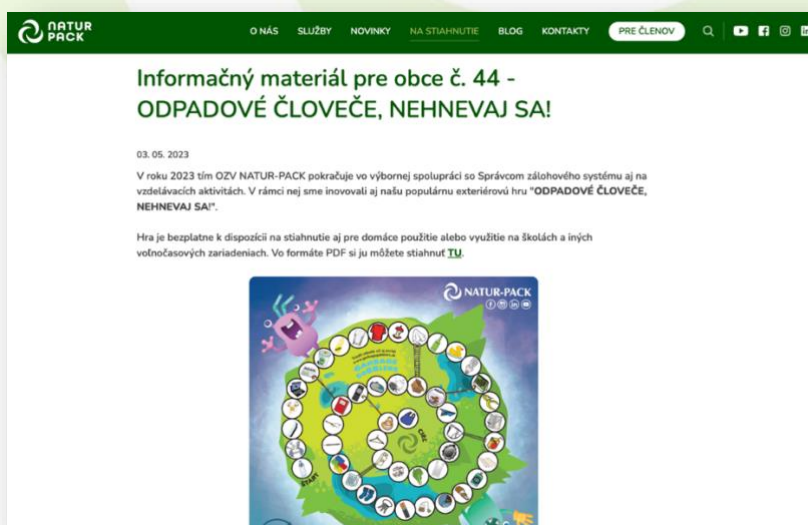 NATUR
PACK
O NÁS SLUŽBY NOVINKY NA STIAHNUTIE BLOG KONTAKTY PRE ČLENOV
Informačný materiál pre obce č. 44 -
ODPADOVÉ ČLOVEČE, NEHNEVAJ SA!
03. 05. 2023
V roku 2023 tím OZV NATUR-PACK pokračuje vo výbornej spolupráci so Správcom zálohového systému aj na
vzdelávacích aktivitách. V rámci nej sme inovovali aj našu populárnu exteriérovú hru "ODPADOVÉ ČLOVEČE,
NEHNEVAJ SA!".
Hra je bezplatne k dispozícii na stiahnutie aj pre domáce použitie alebo využitie na školách a iných
voľnočasových zariadeniach. Vo formáte PDF si ju môžete stiahnuť TU.
NATUR-PACK
CIEĽ
ŠTART